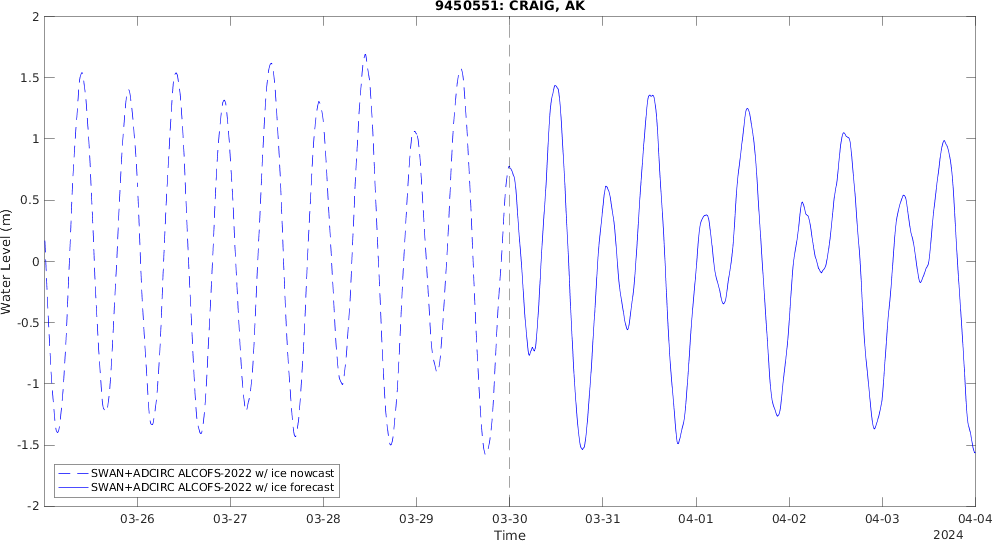 9450551: CRAIG, AK
2
1.5
1
0.5
0
-0.5
-1
-1.5
-2
Water Level (m)
SWAN+ADCIRC ALCOFS-2022 w/ ice nowcast
SWAN+ADCIRC ALCOFS-2022 w/ ice forecast
03-26 03-27 03-28 03-29 03-30 03-31 04-01 04-02 04-03 04-04
Time
2024